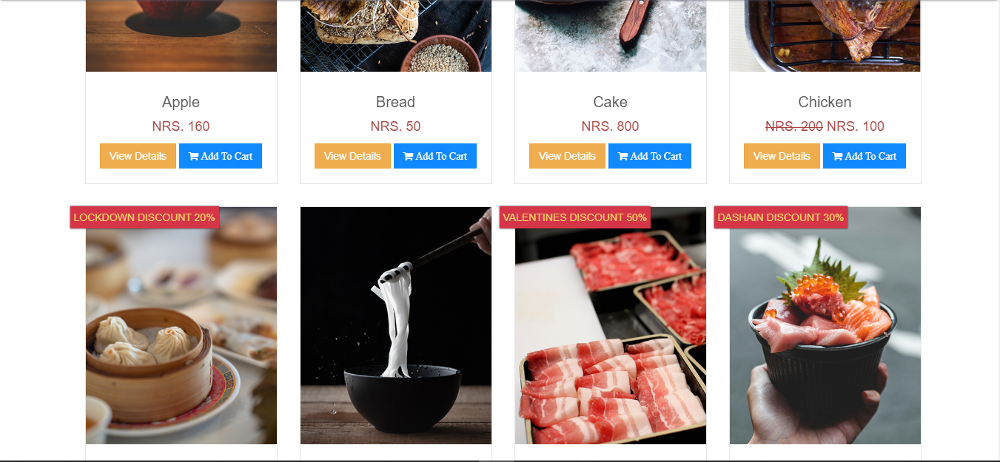 Apple
NRS. 160
View Details Add To Cart
Bread
NRS. 50
View Details Add To Cart
Cake
NRS. 800
View Details Add To Cart
Chicken
NRS. 200 NRS. 100
View Details Add To Cart
LOCKDOWN DISCOUNT 20%
VALENTINES DISCOUNT 50%
DASHAIN DISCOUNT 30%